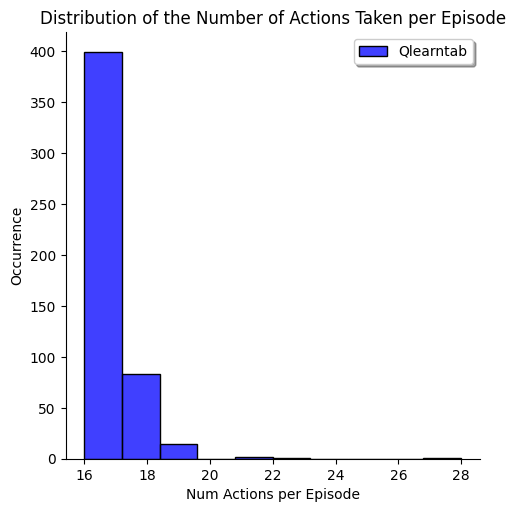 Distribution of the Number of Actions Taken per Episode
Qlearntab
400
350
300
250
200
150
100
50
0
Occurrence
16 18 20 22 24 26 28
Num Actions per Episode